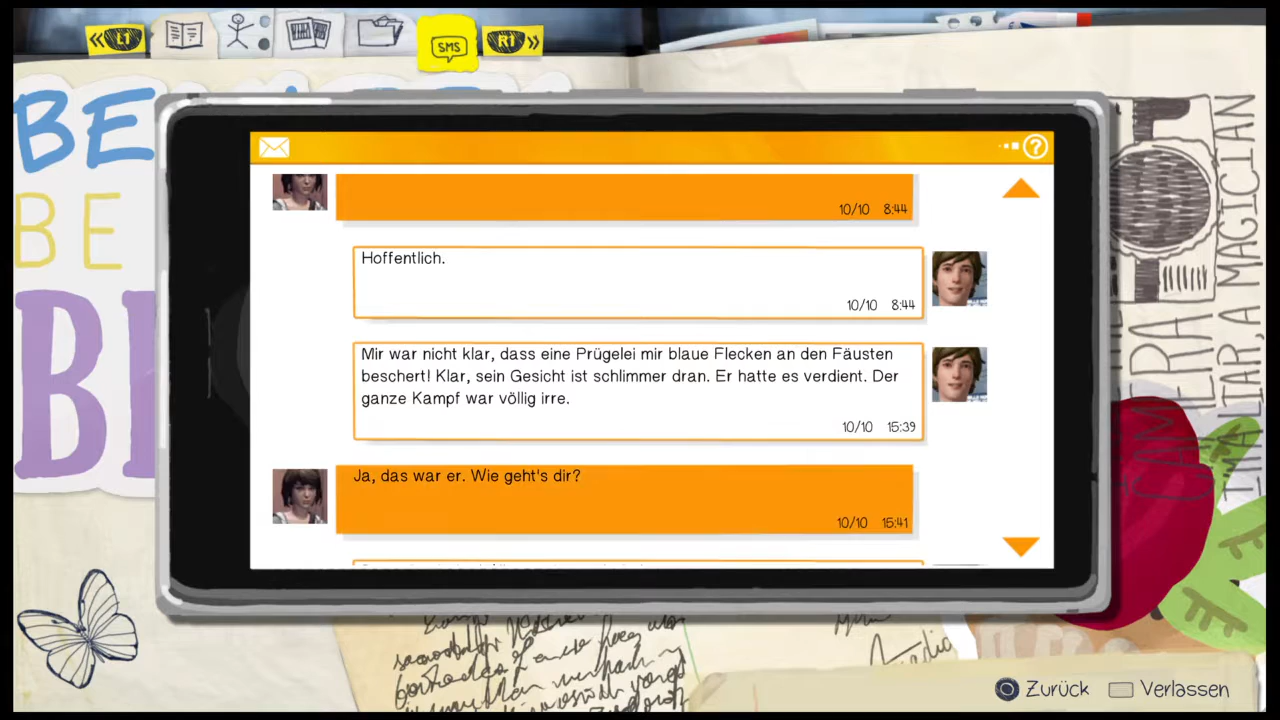 L1
SMS
R1
BE
BE
10/10 8:44
Hoffentlich.
10/10 8:44
Mir war nicht klar, dass eine Prügelei mir blaue Flecken an den Fäusten
beschert! Klar, sein Gesicht ist schlimmer dran. Er hatte es verdient. Der
ganze Kampf war völlig irre.
10/10 15:39
Ja, das war er. Wie geht's dir?
10/10 15:41
LIAR, A MAGICIAN
Zurück
Verlassen